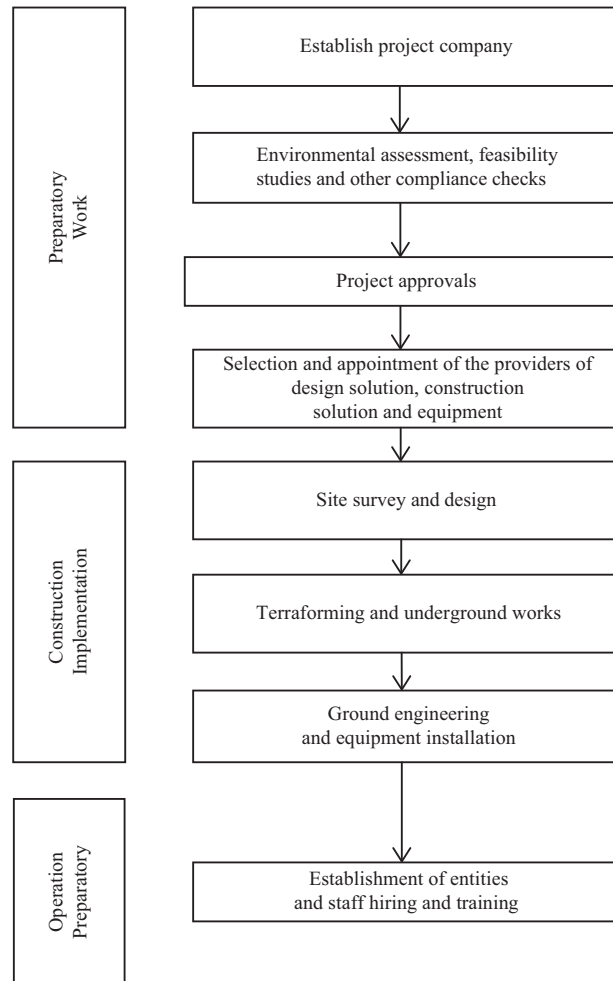 Preparatory
Work
Establish project company
Environmental assessment, feasibility
studies and other compliance checks
Project approvals
Selection and appointment of the providers of
design solution, construction
solution and equipment
Construction
Implementation
Site survey and design
Terraforming and underground works
Ground engineering
and equipment installation
Operation
Preparatory
Establishment of entities
and staff hiring and training